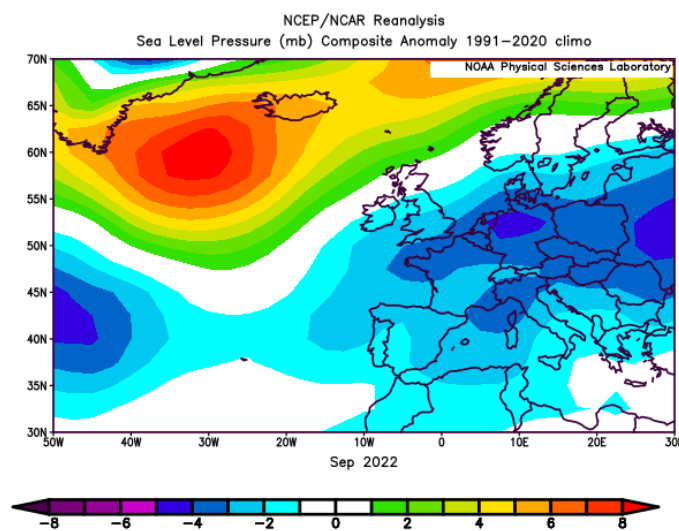 NCEP/NCAR Reanalysis
Sea Level Pressure (mb) Composite Anomaly 1991-2020 climo
NOAA Physical Sciences Laboratory
70N
65N
60N
55N
50N
45N
40N
35N
30N
50W 40W 30W 20W 10W 0 10E 20E 30E
Sep 2022
-8 -6 -4 -2 0 2 4 6 8